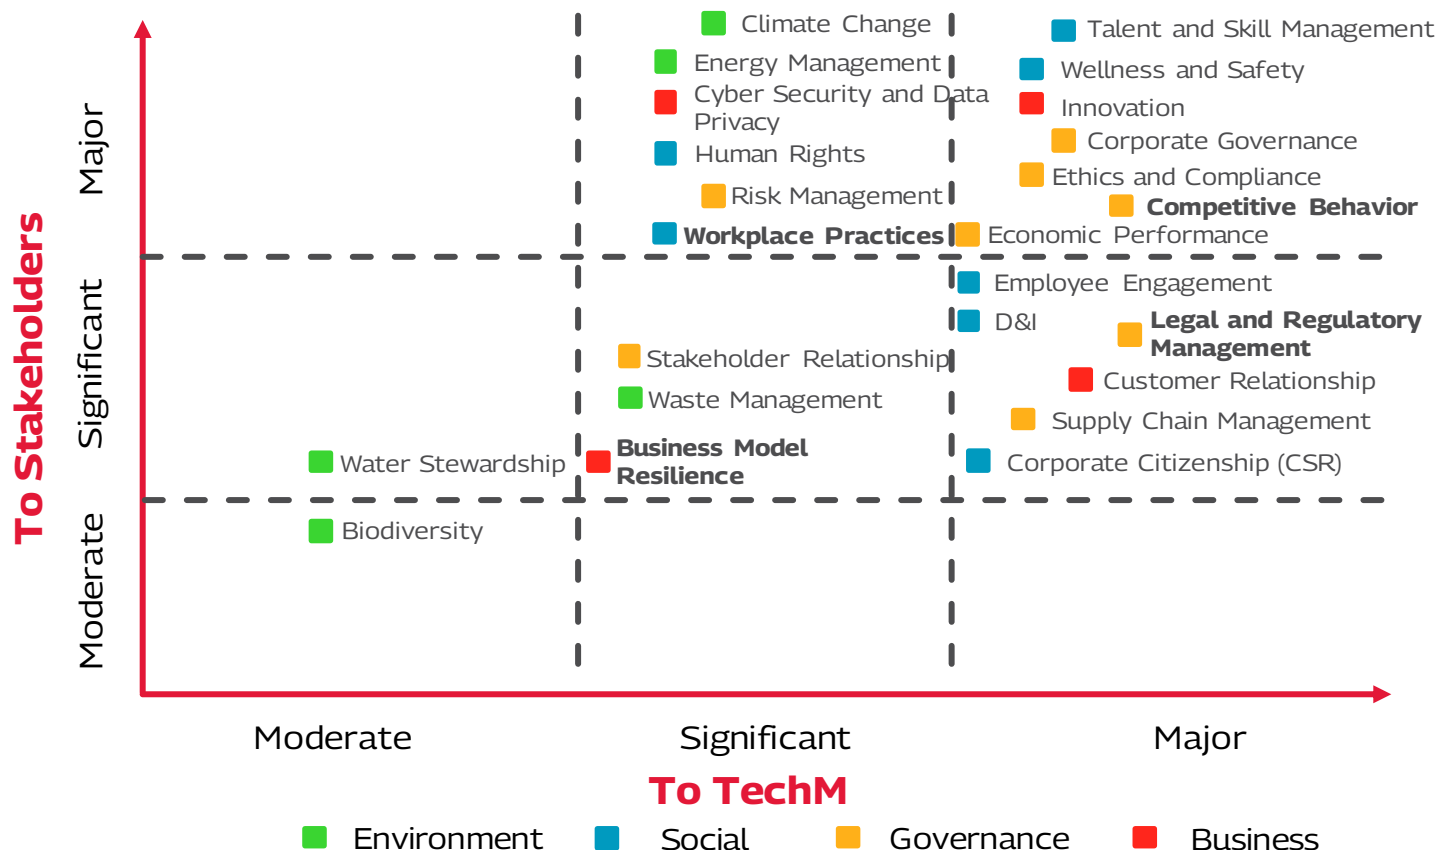 Climate Change
Energy Management
Cyber Security and Data
Privacy
Human Rights
Risk Management
Workplace Practices
Talent and Skill Management
Wellness and Safety
Innovation
Corporate Governance
Ethics and Compliance
Competitive Behavior
Economic Performance
Stakeholder Relationship
Waste Management
Business Model
Resilience
Employee Engagement
D&I
Legal and Regulatory
Management
Customer Relationship
Supply Chain Management
Corporate Citizenship (CSR)
Water Stewardship
Biodiversity
To Stakeholders
Major
Significant
Moderate
Moderate
Significant
Major
To TechM
Environment
Social
Governance
Business